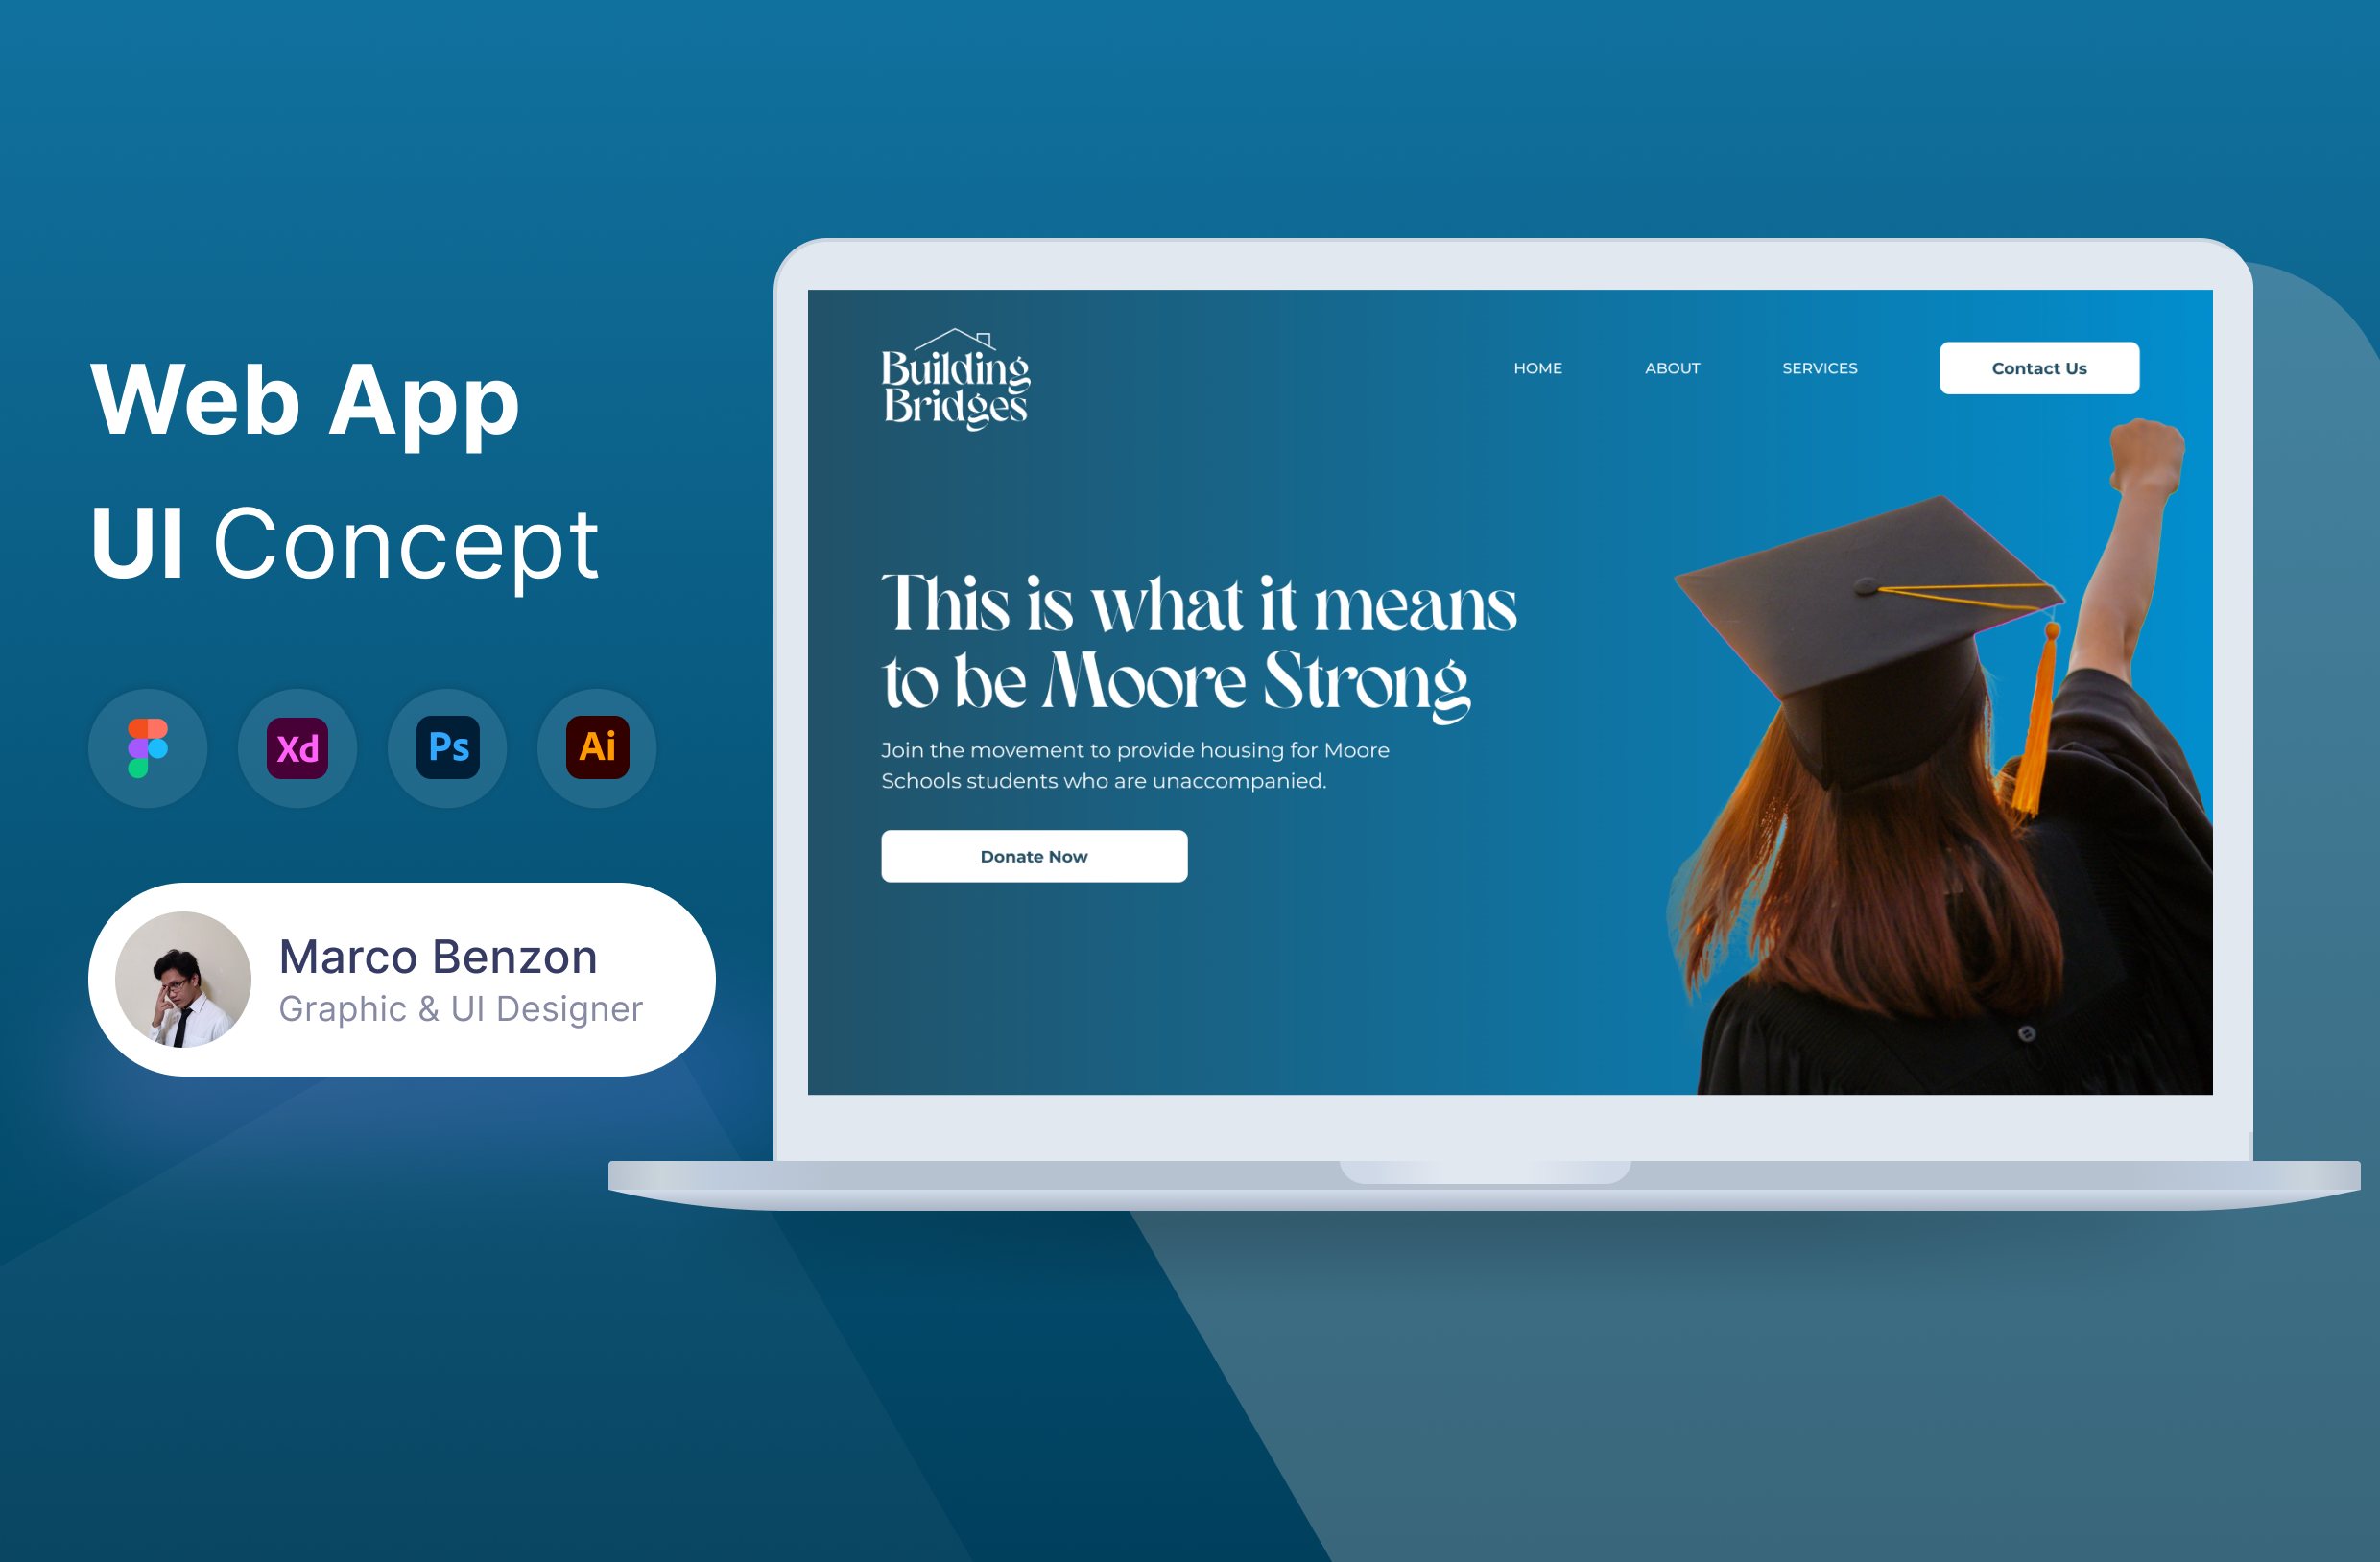 Web App
UI Concept
Xd
Ps
Ai
Marco Benzon
Graphic & UI Designer
Building
Bridges
HOME
ABOUT
SERVICES
Contact Us
This is what it means
to be Moore Strong
Join the movement to provide housing for Moore
Schools students who are unaccompanied.
Donate Now